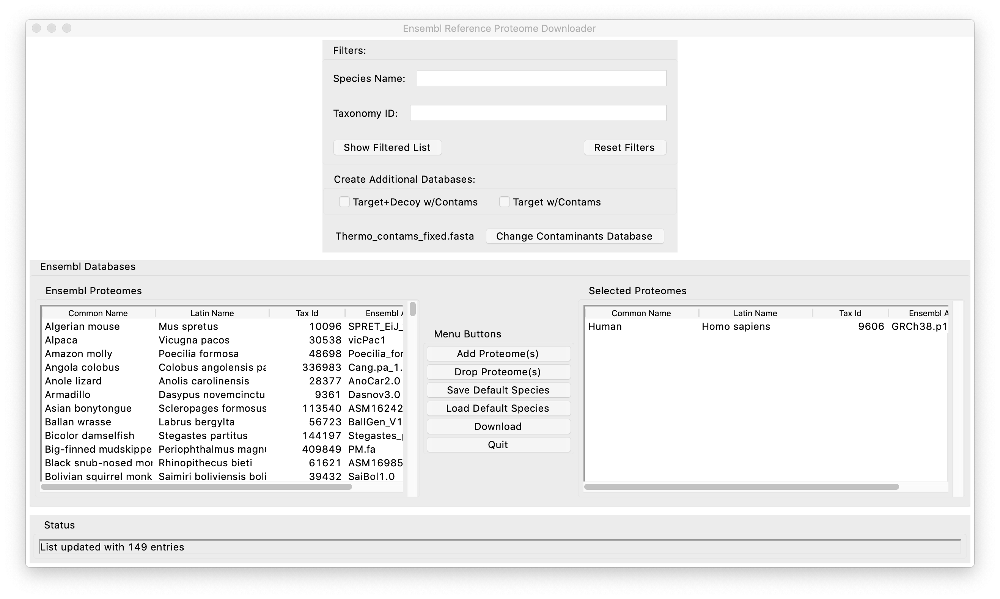 Ensembl Reference Proteome Downloader
Filters:
Species Name:
Taxonomy ID:
Show Filtered List Reset Filters
Create Additional Databases:
Target+Decoy w/Contams Target w/Contams
Thermo_contams_fixed.fasta Change Contaminants Database
Ensembl Databases
Ensembl Proteomes
Common Name Latin Name Tax Id Ensembl A
Algerian mouse Mus spretus 10096 SPRET_EiJ_
Alpaca Vicugna pacos 30538 vicPac1
Amazon molly Poecilia formosa 48698 Poecilia_for
Angola colobus Colobus angolensis pa 336983 Cang.pa_1.
Anole lizard Anolis carolinensis 28377 AnoCar2.0
Armadillo Dasypus novemcinctus 9361 Dasnov3.0
Asian bonytongue Scleropages formosus 113540 ASM16242
Ballan wrasse Labrus bergylta 56723 BallGen_V1
Bicolor damselfish Stegastes partitus 144197 Stegastes_p
Big-finned mudskippe Periophthalmus magnu 409849 PM.fa
Black snub-nosed mon Rhinopithecus bieti 61621 ASM16985
Bolivian squirrel monk Saimiri boliviensis boli 39432 SaiBol1.0
Menu Buttons
Add Proteome(s)
Drop Proteome(s)
Save Default Species
Load Default Species
Download
Quit
Selected Proteomes
Common Name Latin Name Tax Id Ensembl A
Human Homo sapiens 9606 GRCh38.p1
Status
List updated with 149 entries